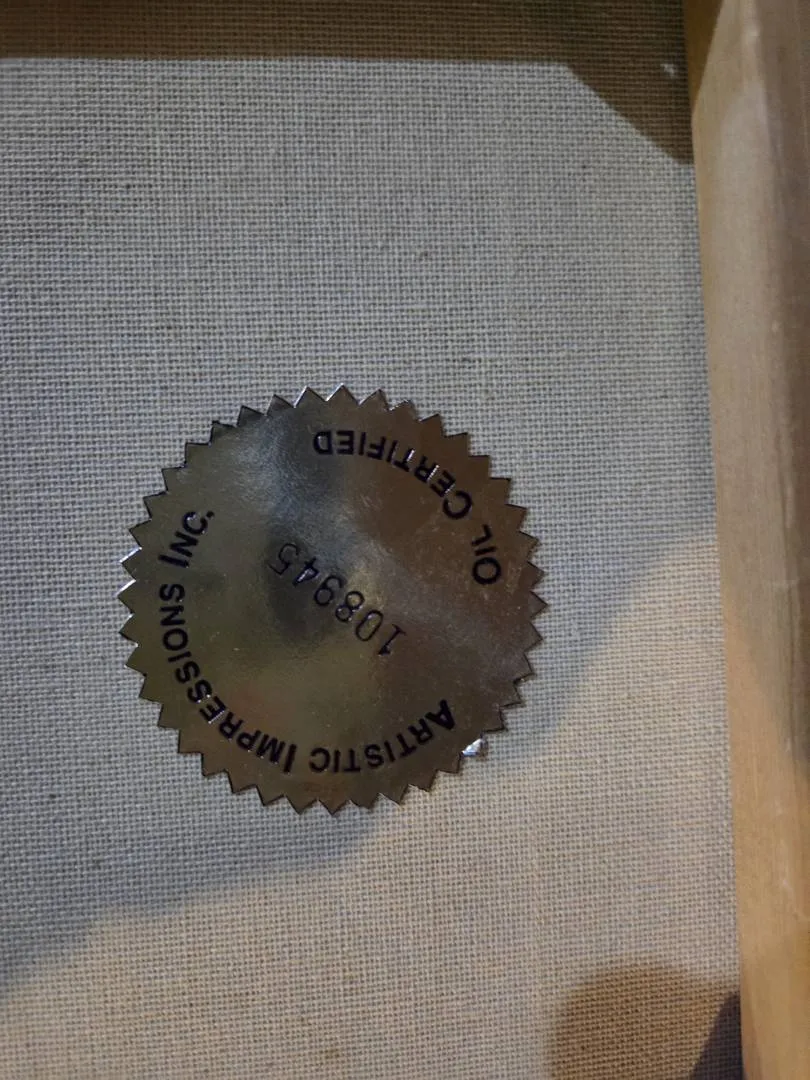 ARTISTIC IMPRESSIONS INC.
108945
OIL CERTIFIED